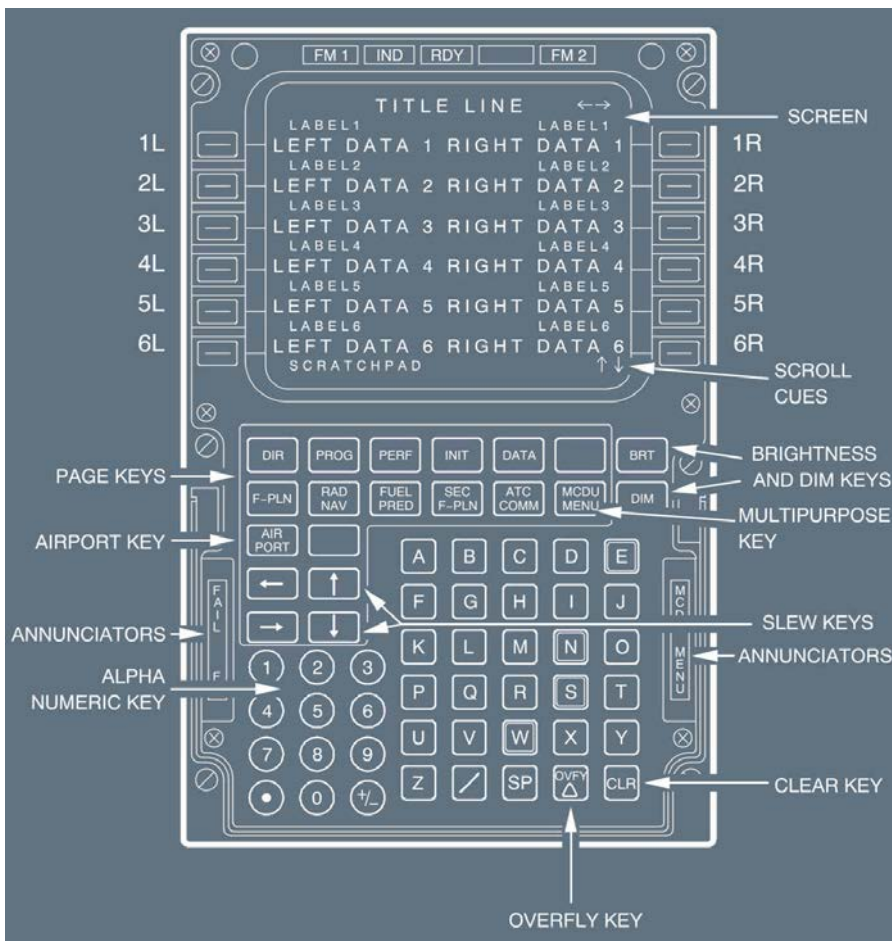 FM 1 IND RDY FM 2
TITLE LINE ←→
SCREEN
LABEL1 LABEL1
1L LEFT DATA 1 RIGHT DATA 1 1R
LABEL2 LABEL2
2L LEFT DATA 2 RIGHT DATA 2 2R
LABEL3 LABEL3
3L LEFT DATA 3 RIGHT DATA 3 3R
LABEL4 LABEL4
4L LEFT DATA 4 RIGHT DATA 4 4R
LABEL5 LABEL5
5L LEFT DATA 5 RIGHT DATA 5 5R
LABEL6 LABEL6
6L LEFT DATA 6 RIGHT DATA 6 6R
SCRATCHPAD ↑↓
SCROLL
CUES
DIR PROG PERF INIT DATA BRT
BRIGHTNESS
AND DIM KEYS
PAGE KEYS
F-PLN RAD NAV FUEL PRED SEC F-PLN ATC COMM MCDU MENU DIM
MULTIPURPOSE
KEY
AIRPORT KEY
AIR PORT
A B C D E
← ↑
F G H I J
→ ↓
SLEW KEYS
FAIL F
MCD MENU
ANNUNCIATORS
ANNUNCIATORS
K L M N O
1 2 3
ALPHA
NUMERIC KEY
P Q R S T
4 5 6
U V W X Y
7 8 9
Z / SP OVFY △ CLR
CLEAR KEY
• 0 +/–
OVERFLY KEY